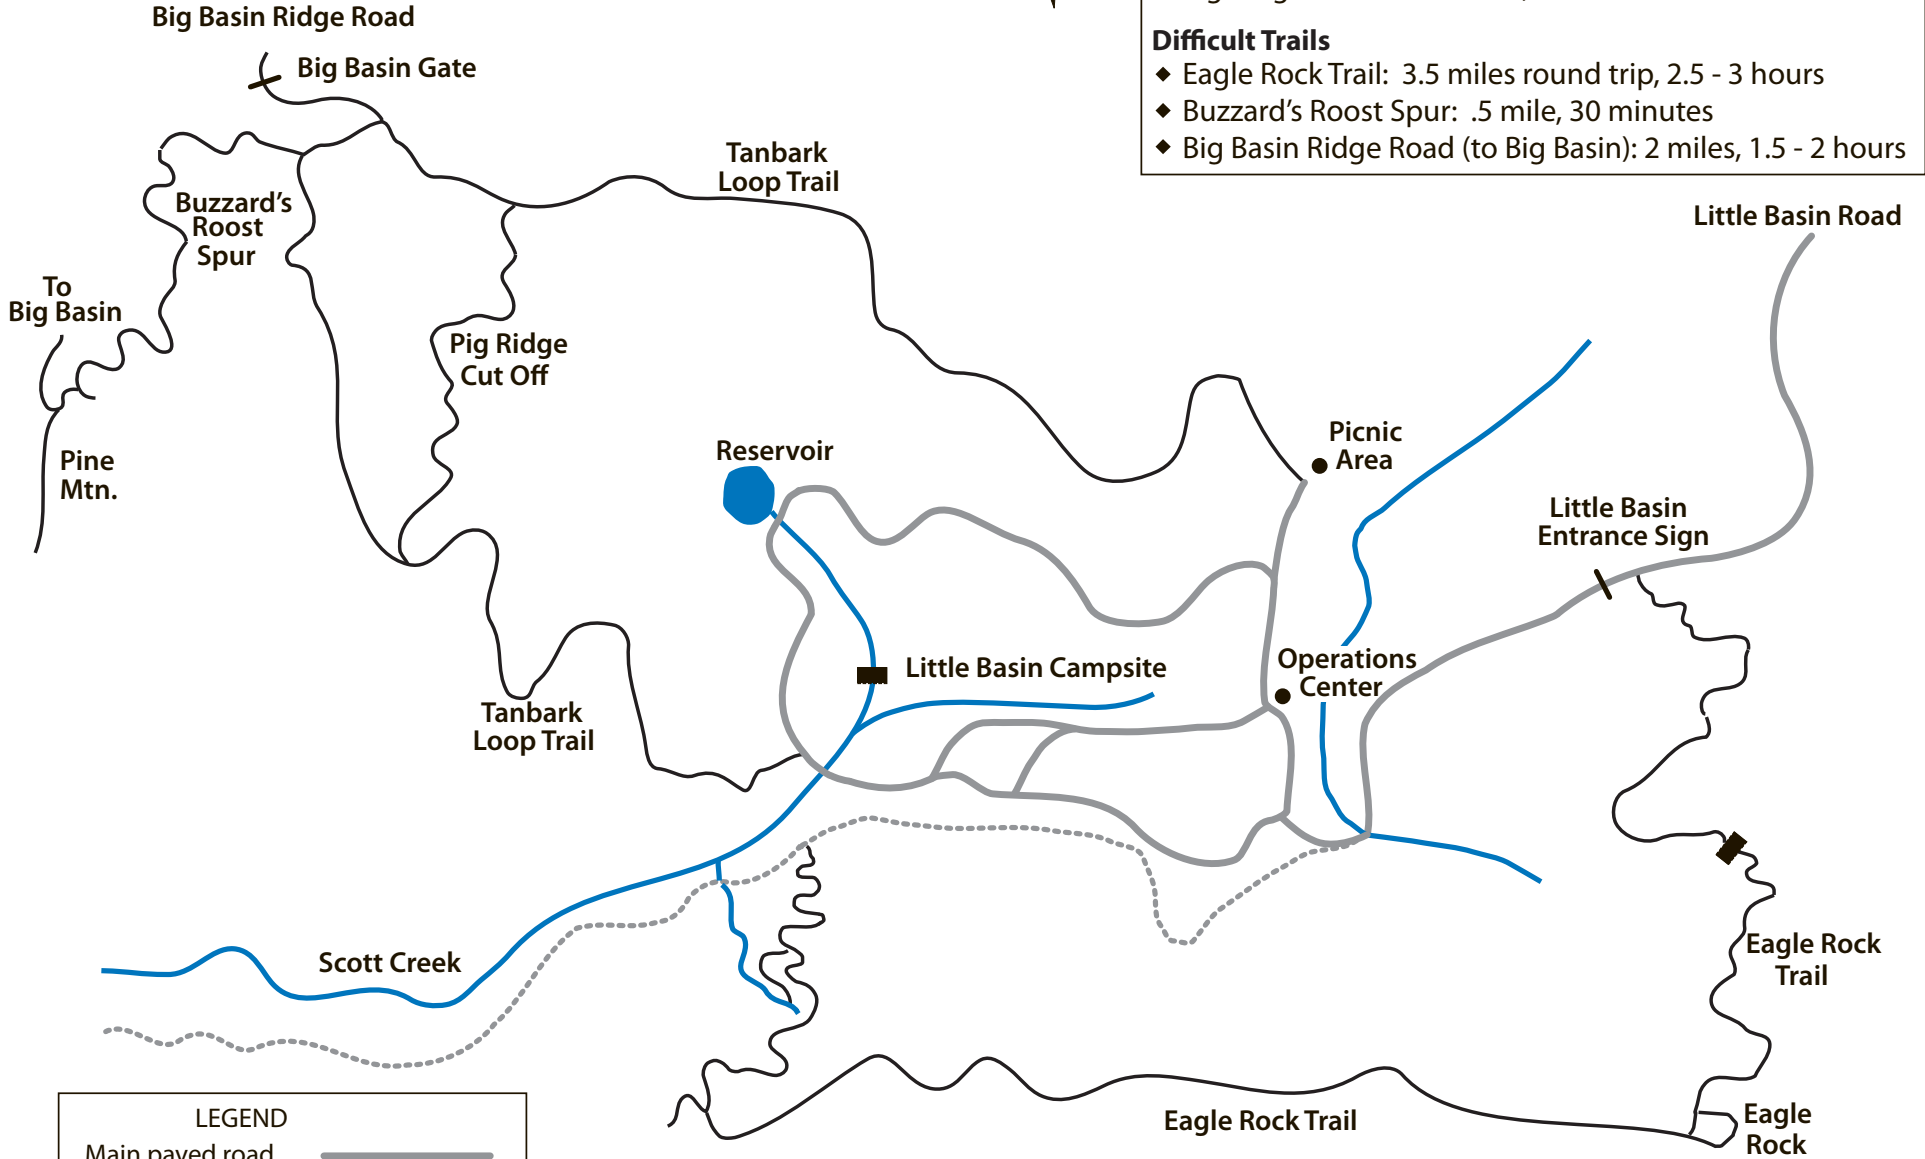 Big Basin Ridge Road
Big Basin Gate
Difficult Trails
◆ Eagle Rock Trail: 3.5 miles round trip, 2.5 - 3 hours
◆ Buzzard's Roost Spur: .5 mile, 30 minutes
◆ Big Basin Ridge Road (to Big Basin): 2 miles, 1.5 - 2 hours
Tanbark
Loop Trail
Buzzard's
Roost
Spur
Little Basin Road
To
Big Basin
Pig Ridge
Cut Off
Pine
Mtn.
Reservoir
Picnic
Area
Little Basin
Entrance Sign
Little Basin Campsite
Operations
Center
Tanbark
Loop Trail
Scott Creek
Eagle Rock
Trail
Eagle Rock Trail
Eagle
Rock
LEGEND
Main paved road